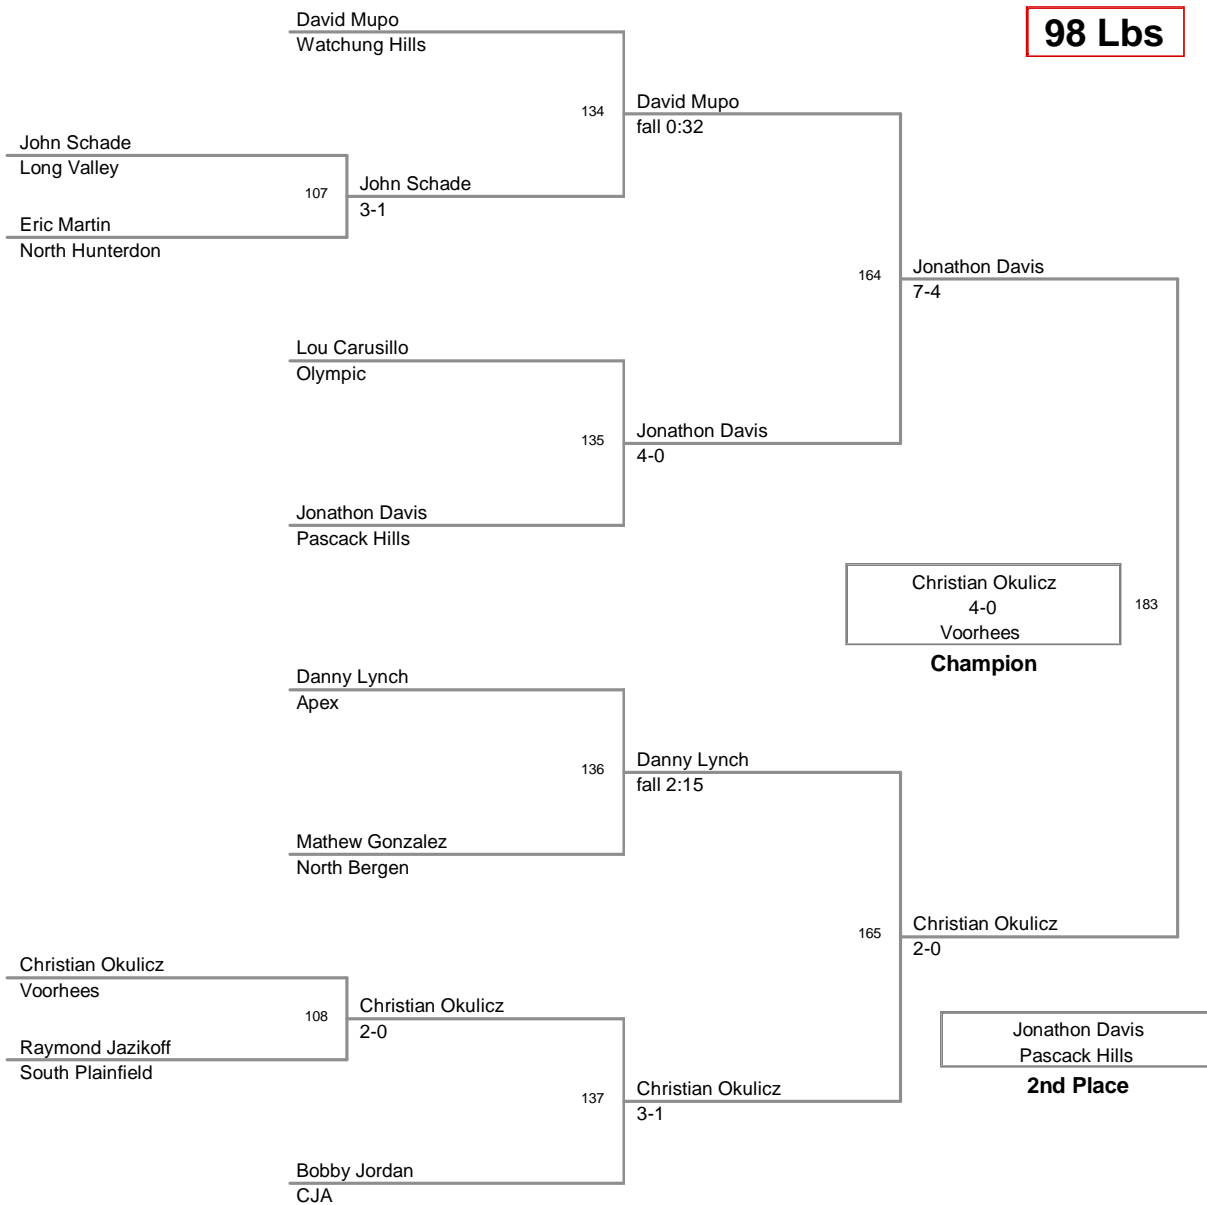 David Mupo
Watchung Hills
98 Lbs
134
David Mupo
fall 0:32
John Schade
Long Valley
107
John Schade
3-1
Eric Martin
North Hunterdon
164
Jonathon Davis
7-4
Lou Carusillo
Olympic
135
Jonathon Davis
4-0
Jonathon Davis
Pascack Hills
Christian Okulicz
4-0
Voorhees
183
Champion
Danny Lynch
Apex
136
Danny Lynch
fall 2:15
Mathew Gonzalez
North Bergen
165
Christian Okulicz
2-0
Christian Okulicz
Voorhees
108
Christian Okulicz
2-0
Raymond Jazikoff
South Plainfield
Jonathon Davis
Pascack Hills
2nd Place
137
Christian Okulicz
3-1
Bobby Jordan
CJA